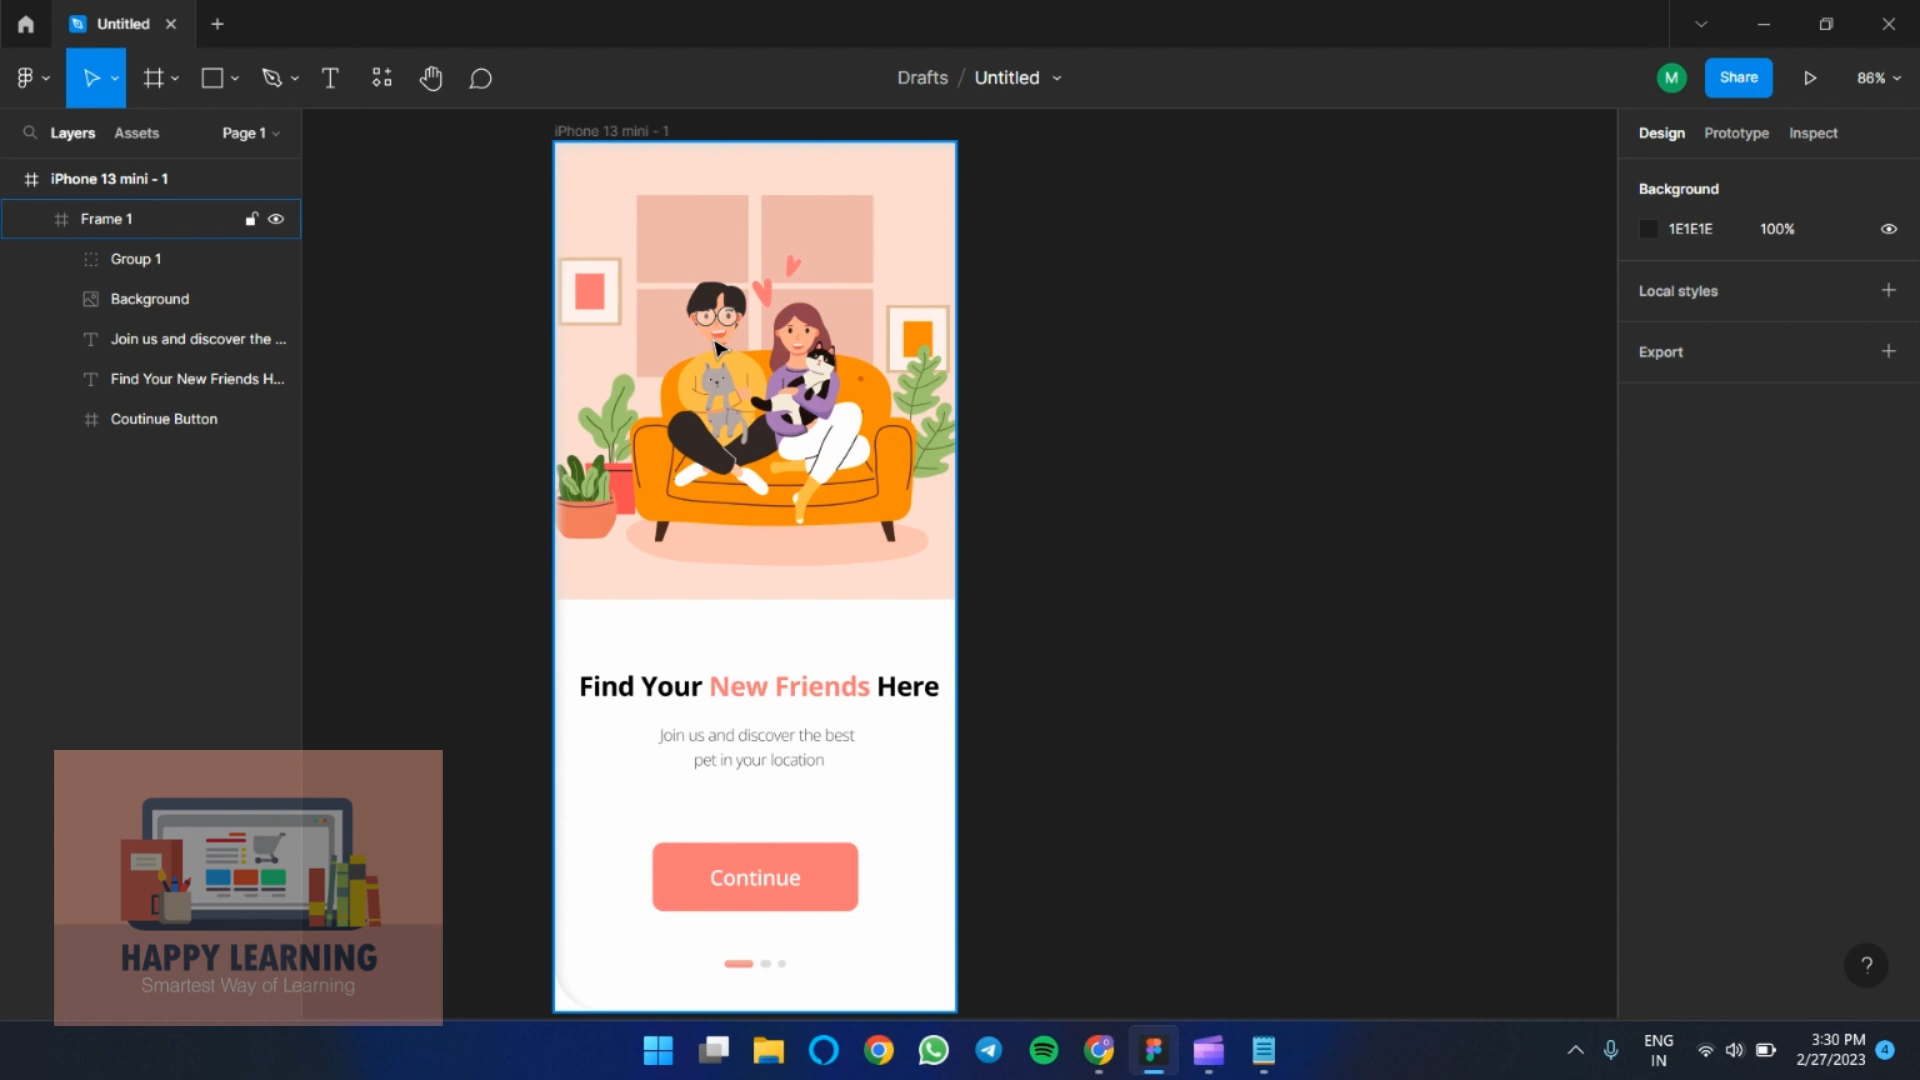 Untitled
Drafts / Untitled
M
Share
86%
Layers
Assets
Page 1
iPhone 13 mini - 1
Frame 1
Group 1
Background
Join us and discover the ...
Find Your New Friends H...
Coutinue Button
iPhone 13 mini - 1
Find Your New Friends Here
Join us and discover the best
pet in your location
Continue
Design
Prototype
Inspect
Background
1E1E1E
100%
Local styles
Export
?
HAPPY LEARNING
Smartest Way of Learning
ENG
IN
3:30 PM
2/27/2023
4